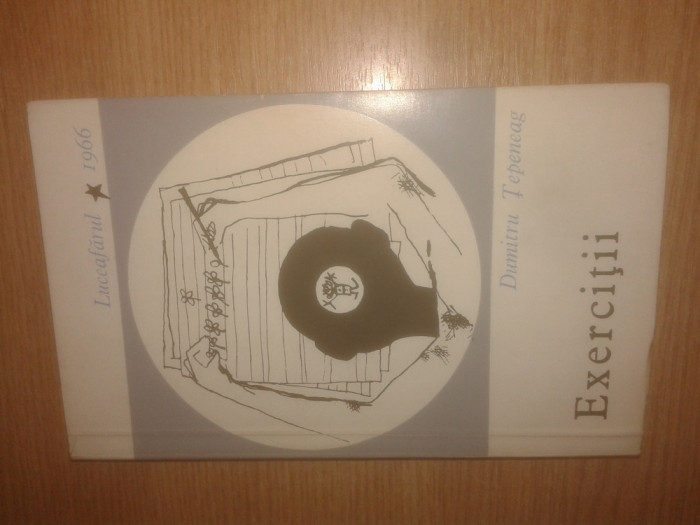 Luceafărul ★ 1966
Dumitru Țepeneag
Exerciții